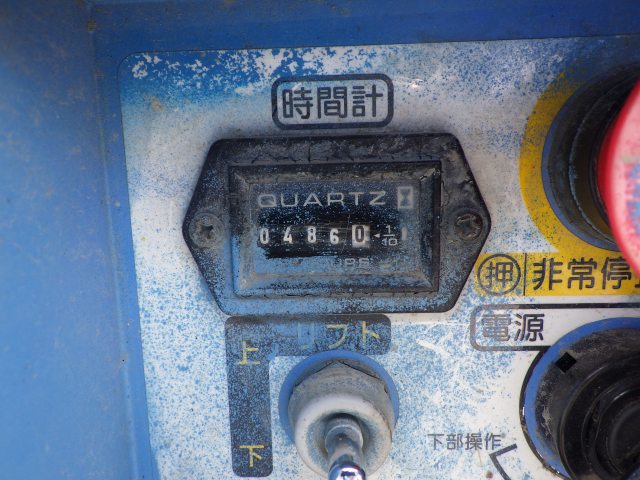 時間計
QUARTZ
04860 1/10
押 非常停
リフト
上
下
電源
下部操作